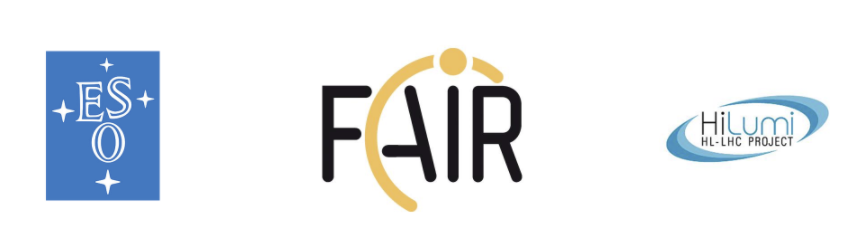 ESO
FAIR
HiLumi
HL-LHC PROJECT